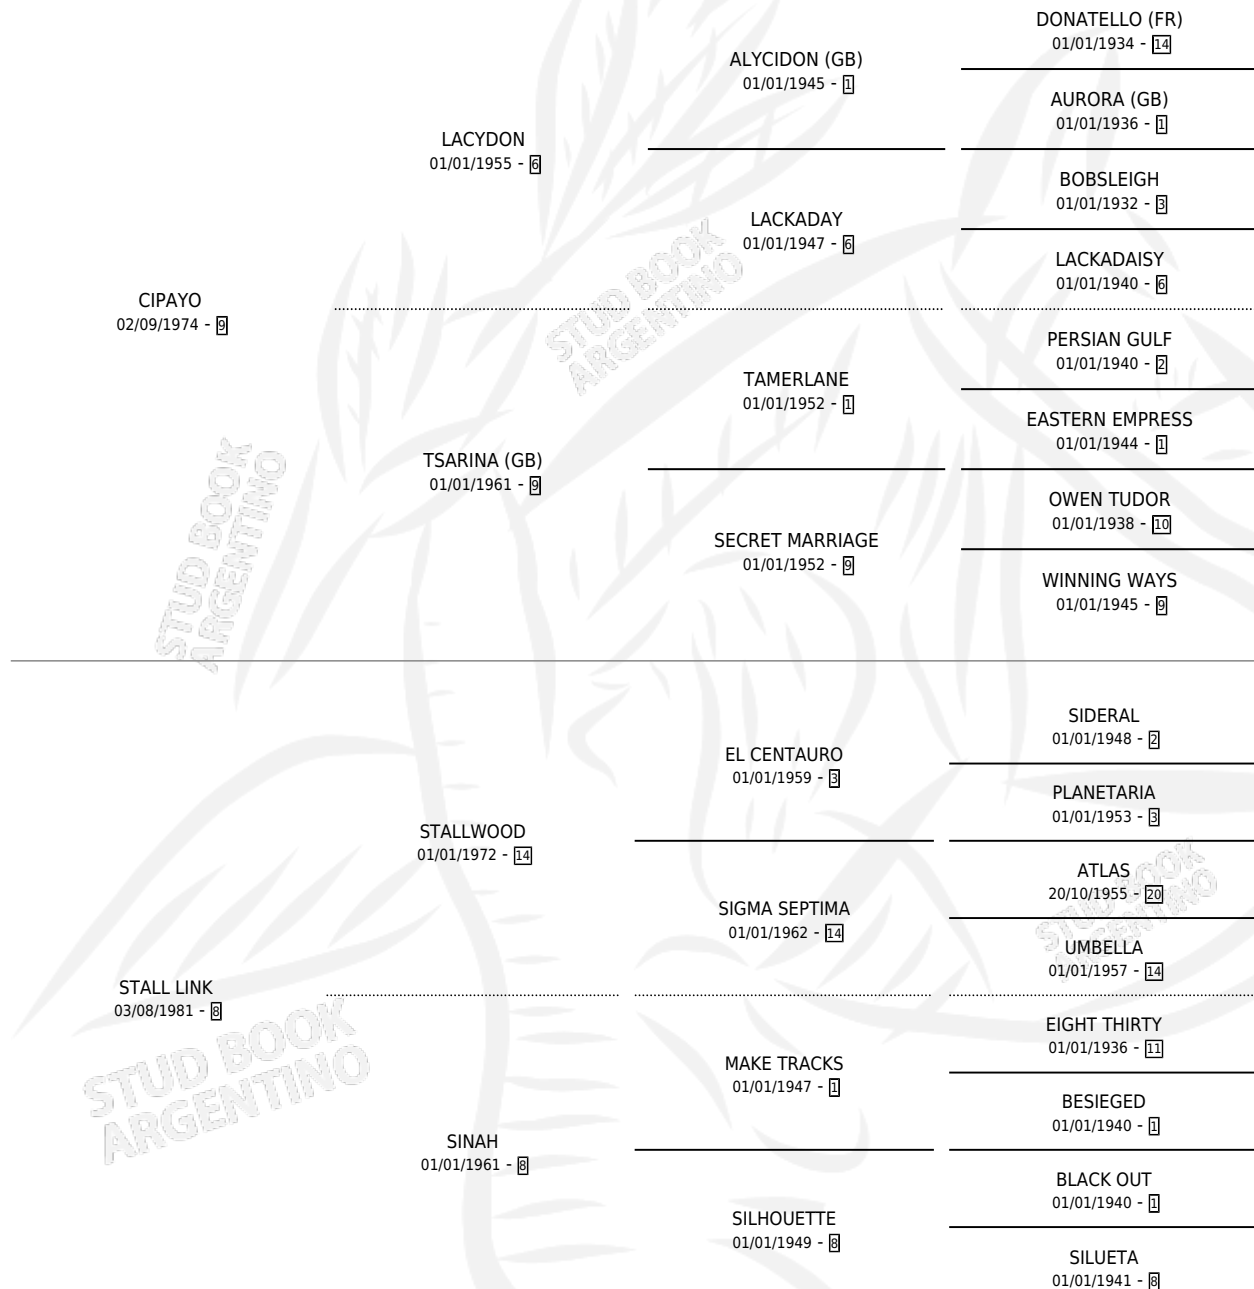 DONATELLO (FR)
01/01/1934 - 14
ALYCIDON (GB)
01/01/1945 - 1
AURORA (GB)
01/01/1936 - 1
LACYDON
01/01/1955 - 6
BOBSLEIGH
01/01/1932 - 3
LACKADAY
01/01/1947 - 6
LACKADAISY
01/01/1940 - 6
CIPAYO
02/09/1974 - 9
PERSIAN GULF
01/01/1940 - 2
TAMERLANE
01/01/1952 - 1
EASTERN EMPRESS
01/01/1944 - 1
TSARINA (GB)
01/01/1961 - 9
OWEN TUDOR
01/01/1938 - 10
SECRET MARRIAGE
01/01/1952 - 9
WINNING WAYS
01/01/1945 - 9
SIDERAL
01/01/1948 - 2
EL CENTAURO
01/01/1959 - 3
PLANETARIA
01/01/1953 - 3
STALLWOOD
01/01/1972 - 14
ATLAS
20/10/1955 - 20
SIGMA SEPTIMA
01/01/1962 - 14
UMBELLA
01/01/1957 - 14
STALL LINK
03/08/1981 - 8
EIGHT THIRTY
01/01/1936 - 11
MAKE TRACKS
01/01/1947 - 1
BESIEGED
01/01/1940 - 1
SINAH
01/01/1961 - 8
BLACK OUT
01/01/1940 - 1
SILHOUETTE
01/01/1949 - 8
SILUETA
01/01/1941 - 8
STUD BOOK
ARGENTINO
STUD BOOK
ARGENTINO
STUD BOOK
ARGENTINO
STUD BOOK
ARGENTINO